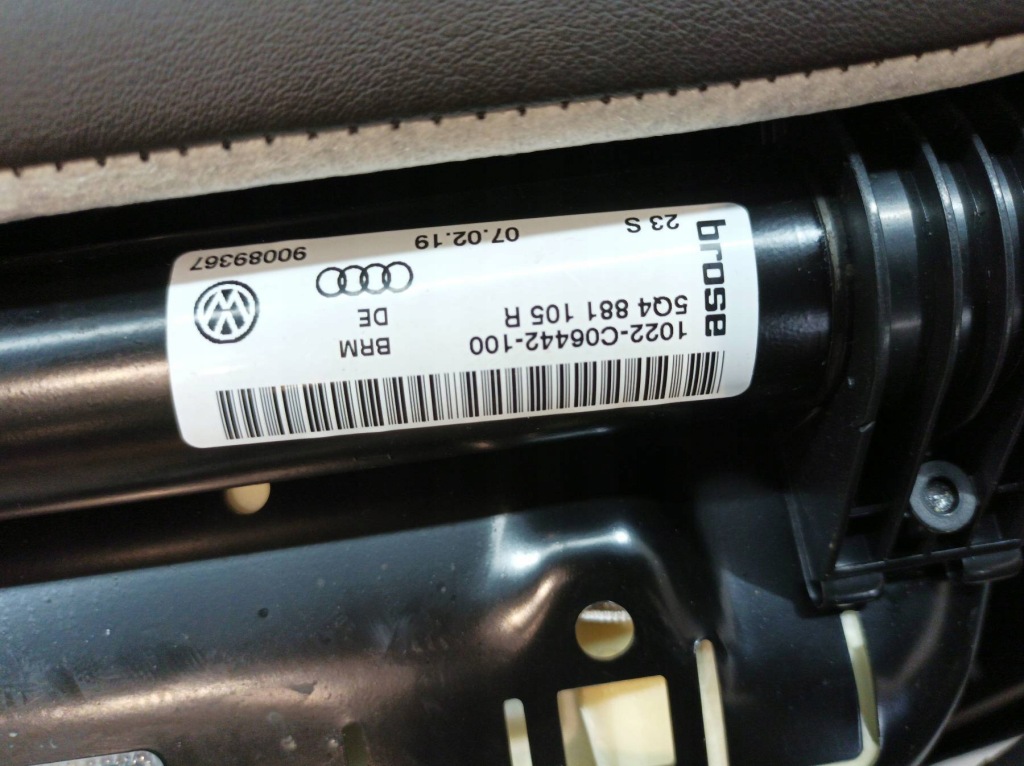 1022-C06442-100 BRM
5Q4 881 105 R DE
brose
23 S 07.02.19 90089367